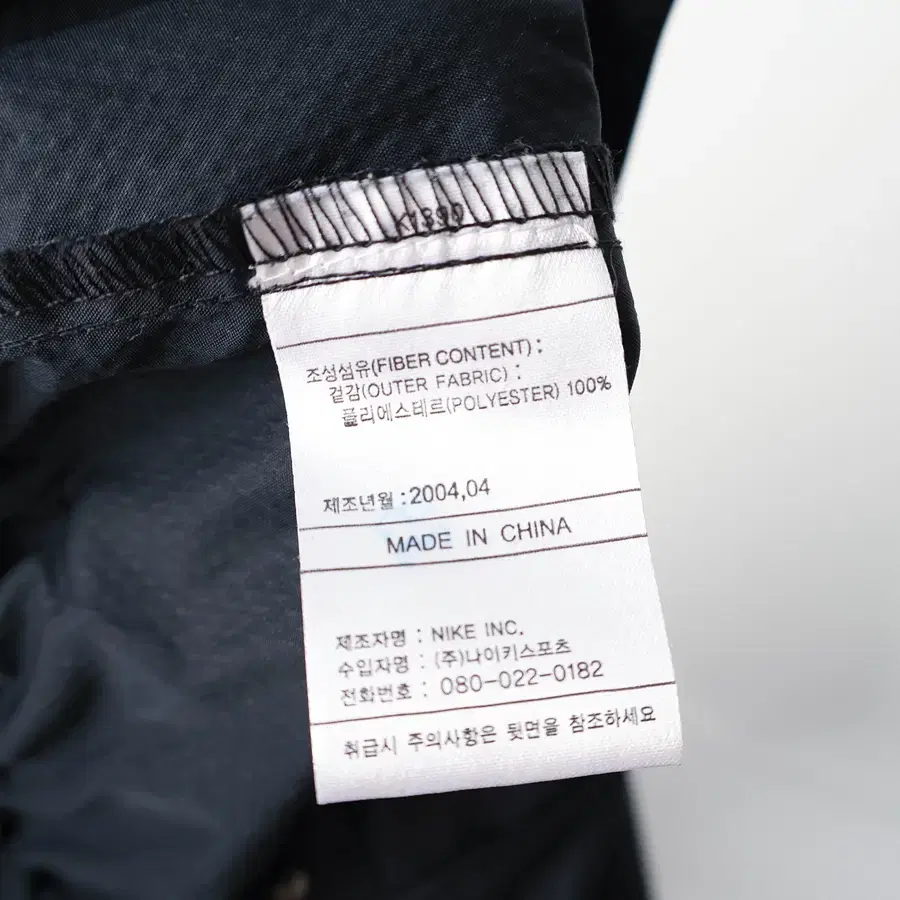 K1390
조성섬유(FIBER CONTENT) :
겉감(OUTER FABRIC) :
폴리에스테르(POLYESTER) 100%
제조년월 : 2004,04
MADE IN CHINA
제조자명 : NIKE INC.
수입자명 : (주)나이키스포츠
전화번호 : 080-022-0182
취급시 주의사항은 뒷면을 참조하세요